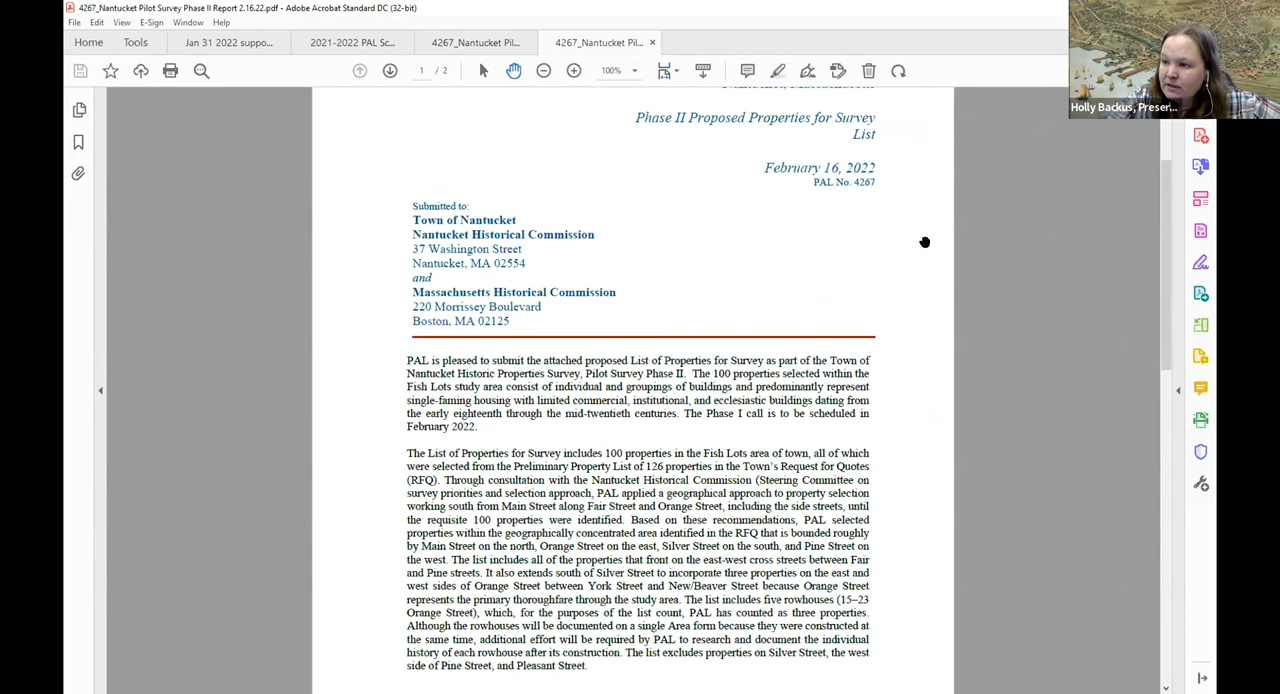 4267_Nantucket Pilot Survey Phase II Report 2.16.22.pdf - Adobe Acrobat Standard DC (32-bit)
File Edit View E-Sign Window Help
Home Tools Jan 31 2022 suppo... 2021-2022 PAL Sc... 4267_Nantucket Pil... 4267_Nantucket Pil... ×
1 / 2 100%
Holly Backus, Preser...
Phase II Proposed Properties for Survey
List
February 16, 2022
PAL No. 4267
Submitted to:
Town of Nantucket
Nantucket Historical Commission
37 Washington Street
Nantucket, MA 02554
and
Massachusetts Historical Commission
220 Morrissey Boulevard
Boston, MA 02125
PAL is pleased to submit the attached proposed List of Properties for Survey as part of the Town of
Nantucket Historic Properties Survey, Pilot Survey Phase II. The 100 properties selected within the
Fish Lots study area consist of individual and groupings of buildings and predominantly represent
single-faming housing with limited commercial, institutional, and ecclesiastic buildings dating from
the early eighteenth through the mid-twentieth centuries. The Phase I call is to be scheduled in
February 2022.
The List of Properties for Survey includes 100 properties in the Fish Lots area of town, all of which
were selected from the Preliminary Property List of 126 properties in the Town's Request for Quotes
(RFQ). Through consultation with the Nantucket Historical Commission (Steering Committee on
survey priorities and selection approach, PAL applied a geographical approach to property selection
working south from Main Street along Fair Street and Orange Street, including the side streets, until
the requisite 100 properties were identified. Based on these recommendations, PAL selected
properties within the geographically concentrated area identified in the RFQ that is bounded roughly
by Main Street on the north, Orange Street on the east, Silver Street on the south, and Pine Street on
the west. The list includes all of the properties that front on the east-west cross streets between Fair
and Pine streets. It also extends south of Silver Street to incorporate three properties on the east and
west sides of Orange Street between York Street and New/Beaver Street because Orange Street
represents the primary thoroughfare through the study area. The list includes five rowhouses (15–23
Orange Street), which, for the purposes of the list count, PAL has counted as three properties.
Although the rowhouses will be documented on a single Area form because they were constructed at
the same time, additional effort will be required by PAL to research and document the individual
history of each rowhouse after its construction. The list excludes properties on Silver Street, the west
side of Pine Street, and Pleasant Street.